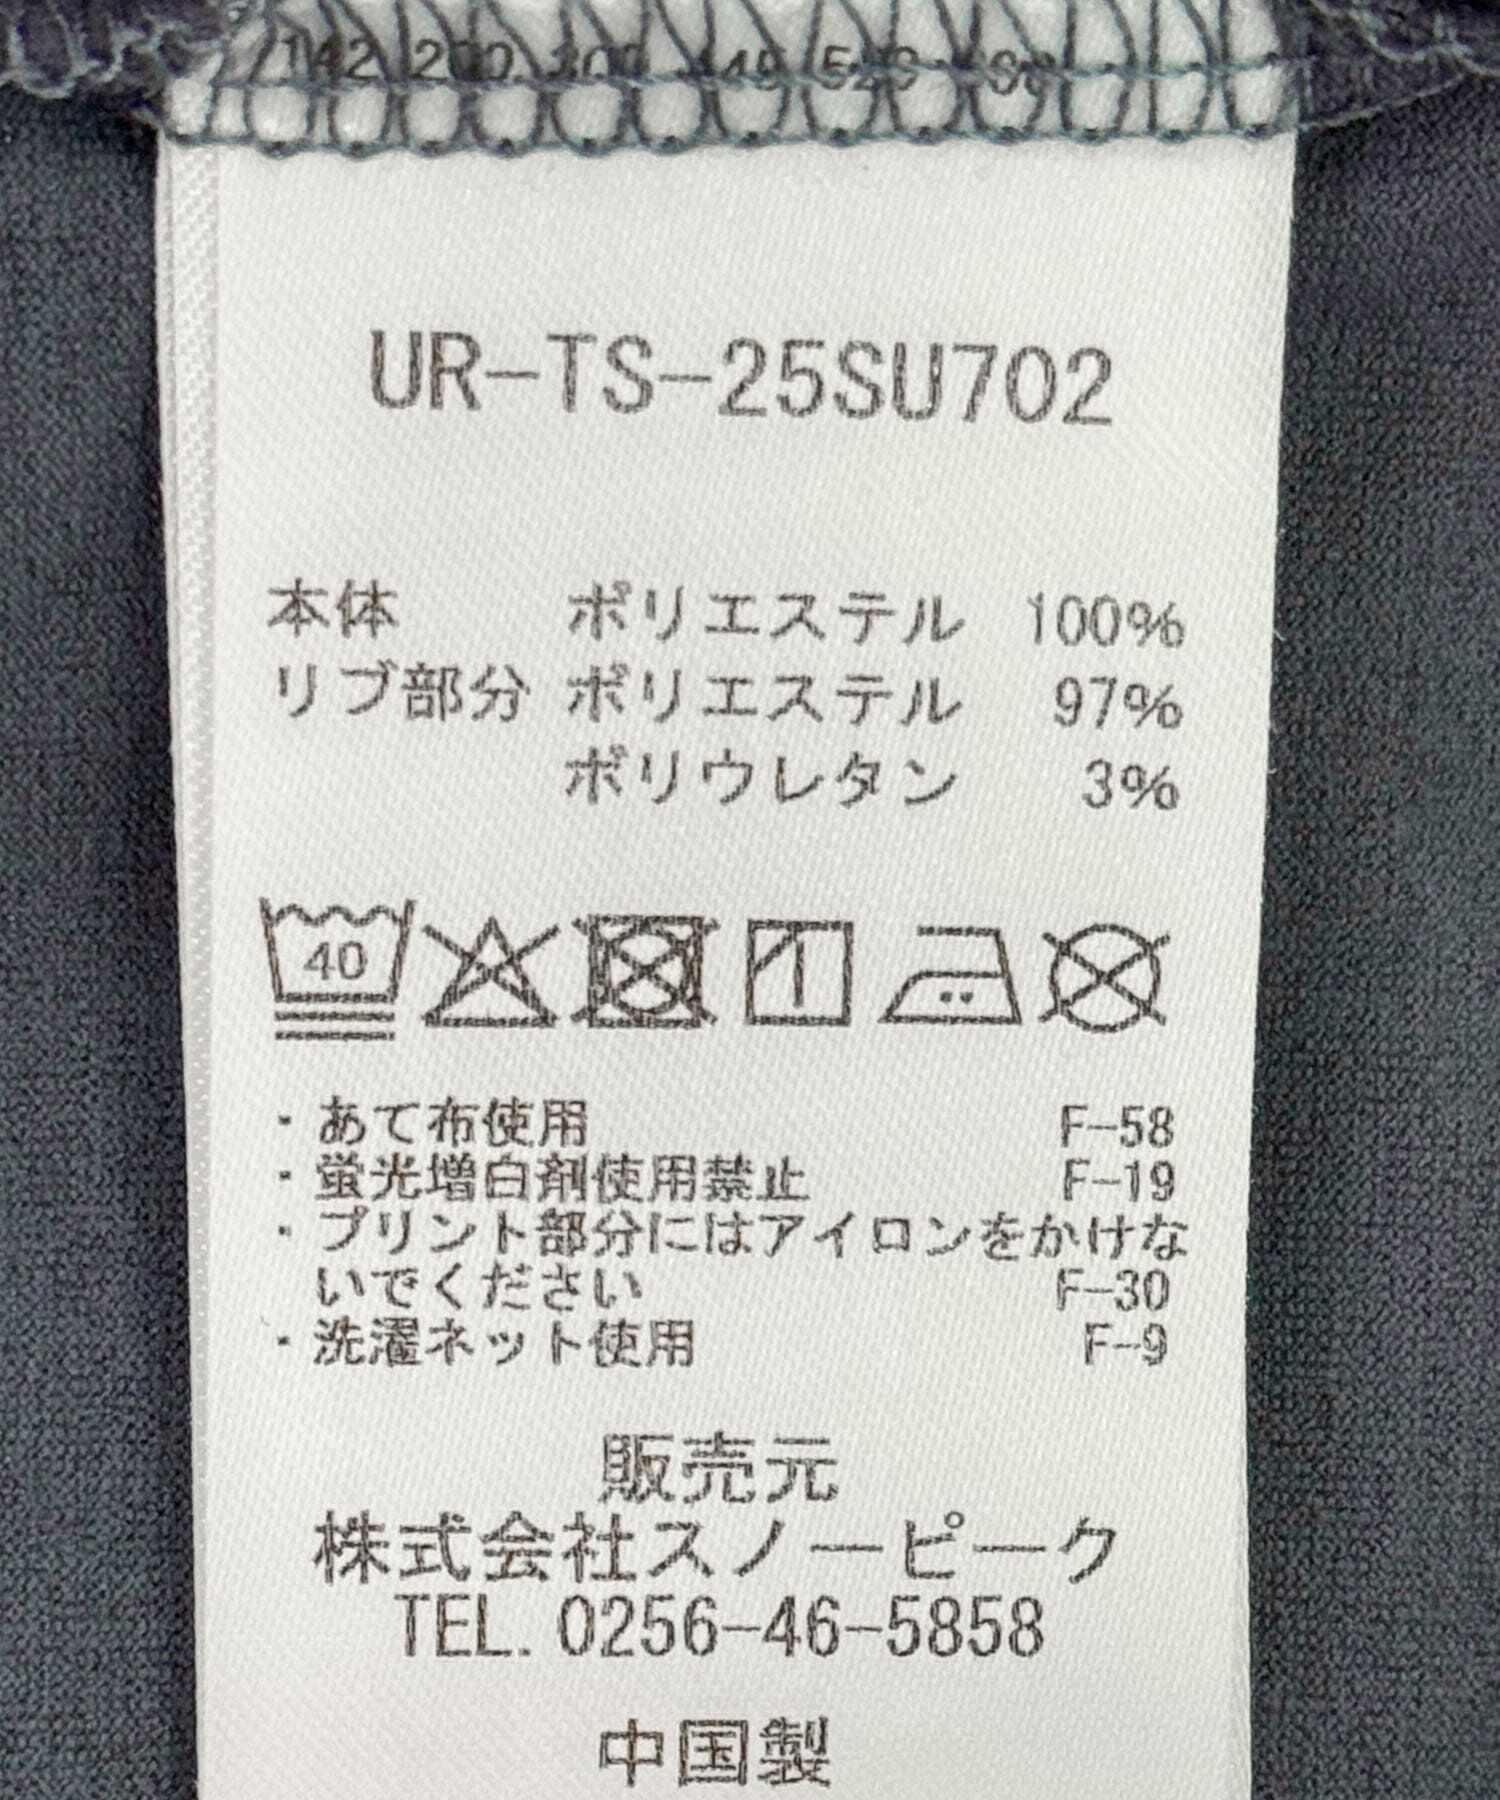 UR-TS-25SU702
本体 ポリエステル 100%
リブ部分 ポリエステル 97%
ポリウレタン 3%
40
・あて布使用 F-58
・蛍光増白剤使用禁止 F-19
・プリント部分にはアイロンをかけな
いでください F-30
・洗濯ネット使用 F-9
販売元
株式会社スノーピーク
TEL. 0256-46-5858
中国製